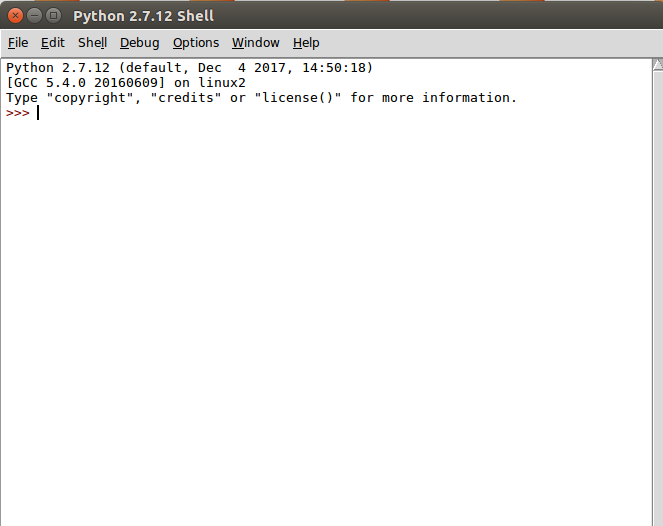 Python 2.7.12 Shell
File Edit Shell Debug Options Window Help
Python 2.7.12 (default, Dec  4 2017, 14:50:18)
[GCC 5.4.0 20160609] on linux2
Type "copyright", "credits" or "license()" for more information.
>>>